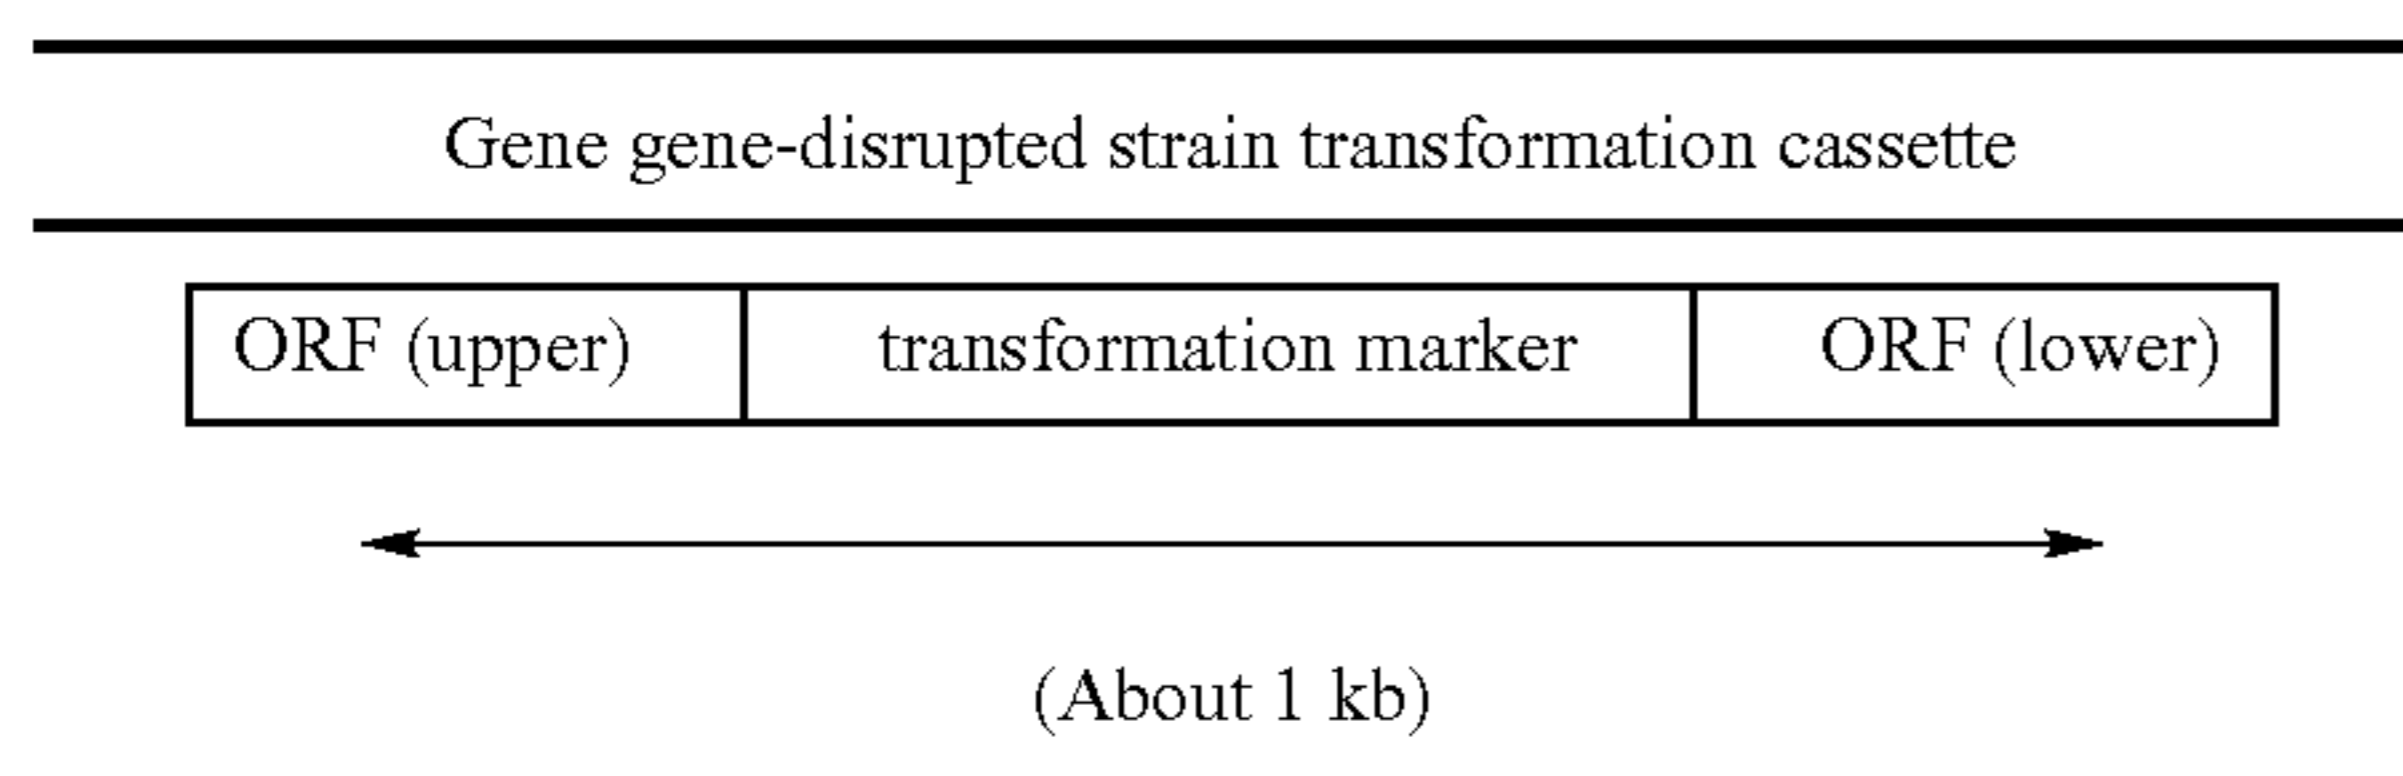 Gene gene-disrupted strain transformation cassette
ORF (upper) transformation marker ORF (lower)
(About 1 kb)